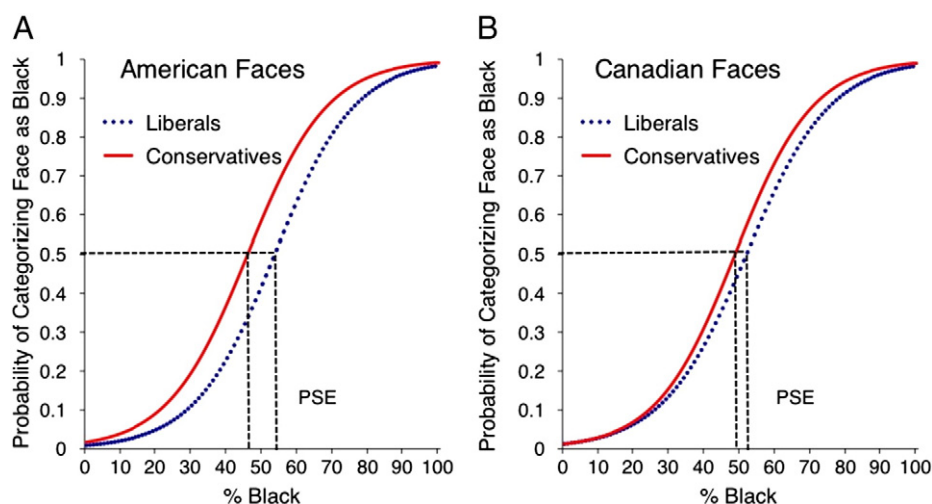 A
American Faces
Liberals
Conservatives
Probability of Categorizing Face as Black
1
0.9
0.8
0.7
0.6
0.5
0.4
0.3
0.2
0.1
0
PSE
0 10 20 30 40 50 60 70 80 90 100
% Black
B
Canadian Faces
Liberals
Conservatives
Probability of Categorizing Face as Black
1
0.9
0.8
0.7
0.6
0.5
0.4
0.3
0.2
0.1
0
PSE
0 10 20 30 40 50 60 70 80 90 100
% Black